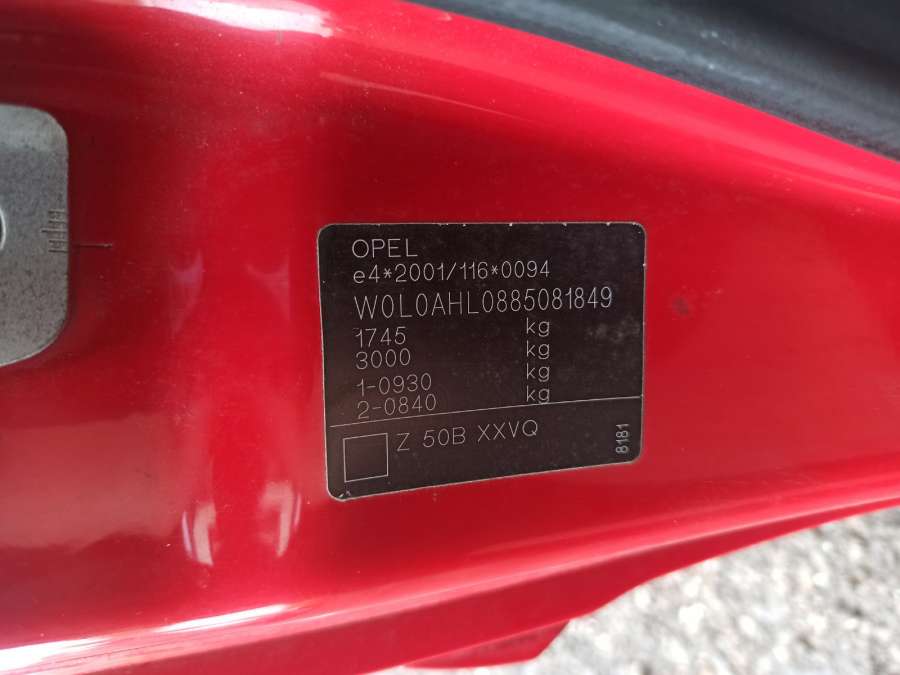 OPEL
e4*2001/116*0094
W0L0AHL0885081849
1745 kg
3000 kg
1-0930 kg
2-0840 kg
Z 50B XXVQ
8181